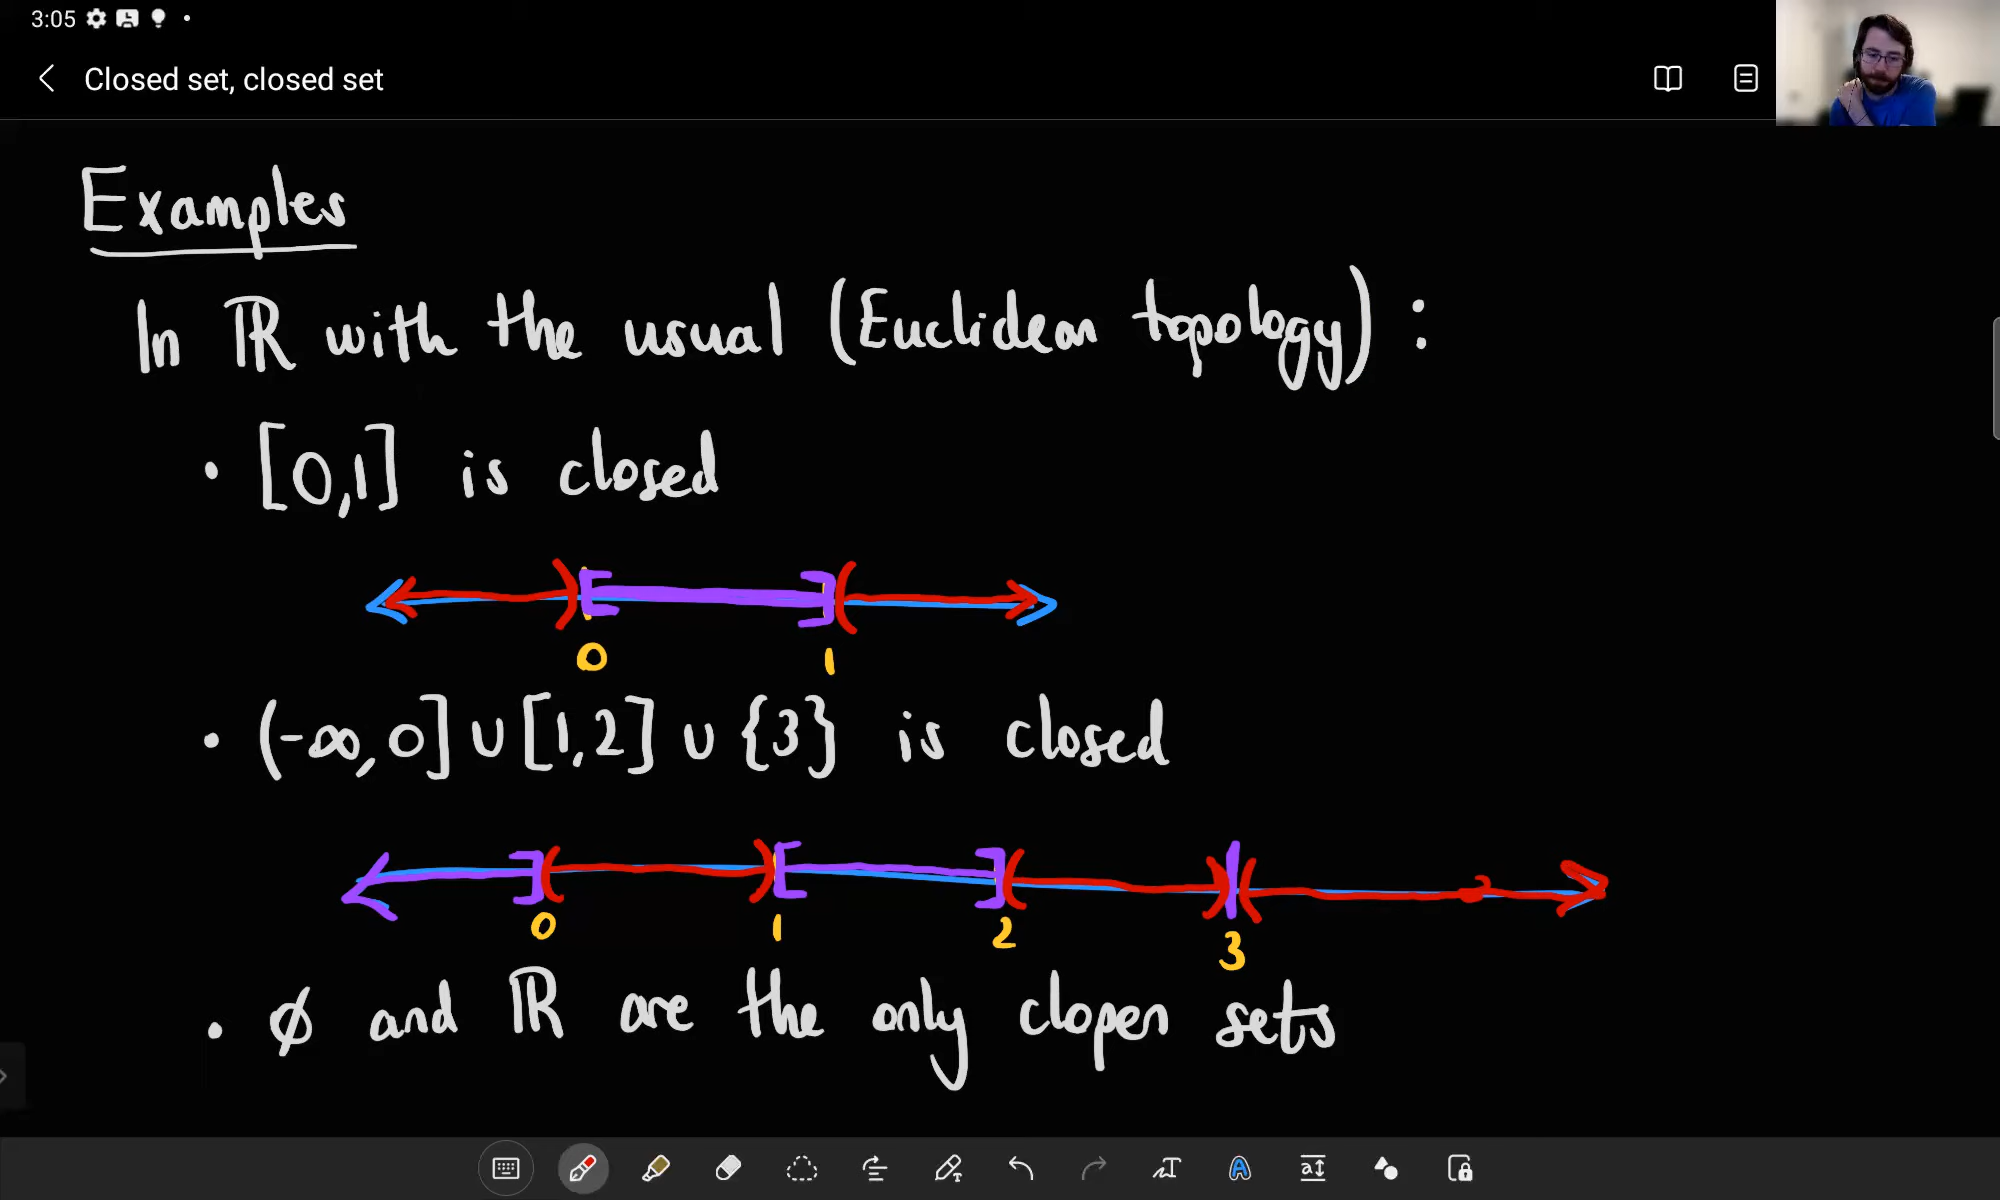 3:05
Closed set, closed set
Examples
In ℝ with the usual (Euclidean topology) :
• [0,1] is closed
0 1
• (-∞,0] ∪ [1,2] ∪ {3} is closed
0 1 2 3
• ∅ and ℝ are the only clopen sets